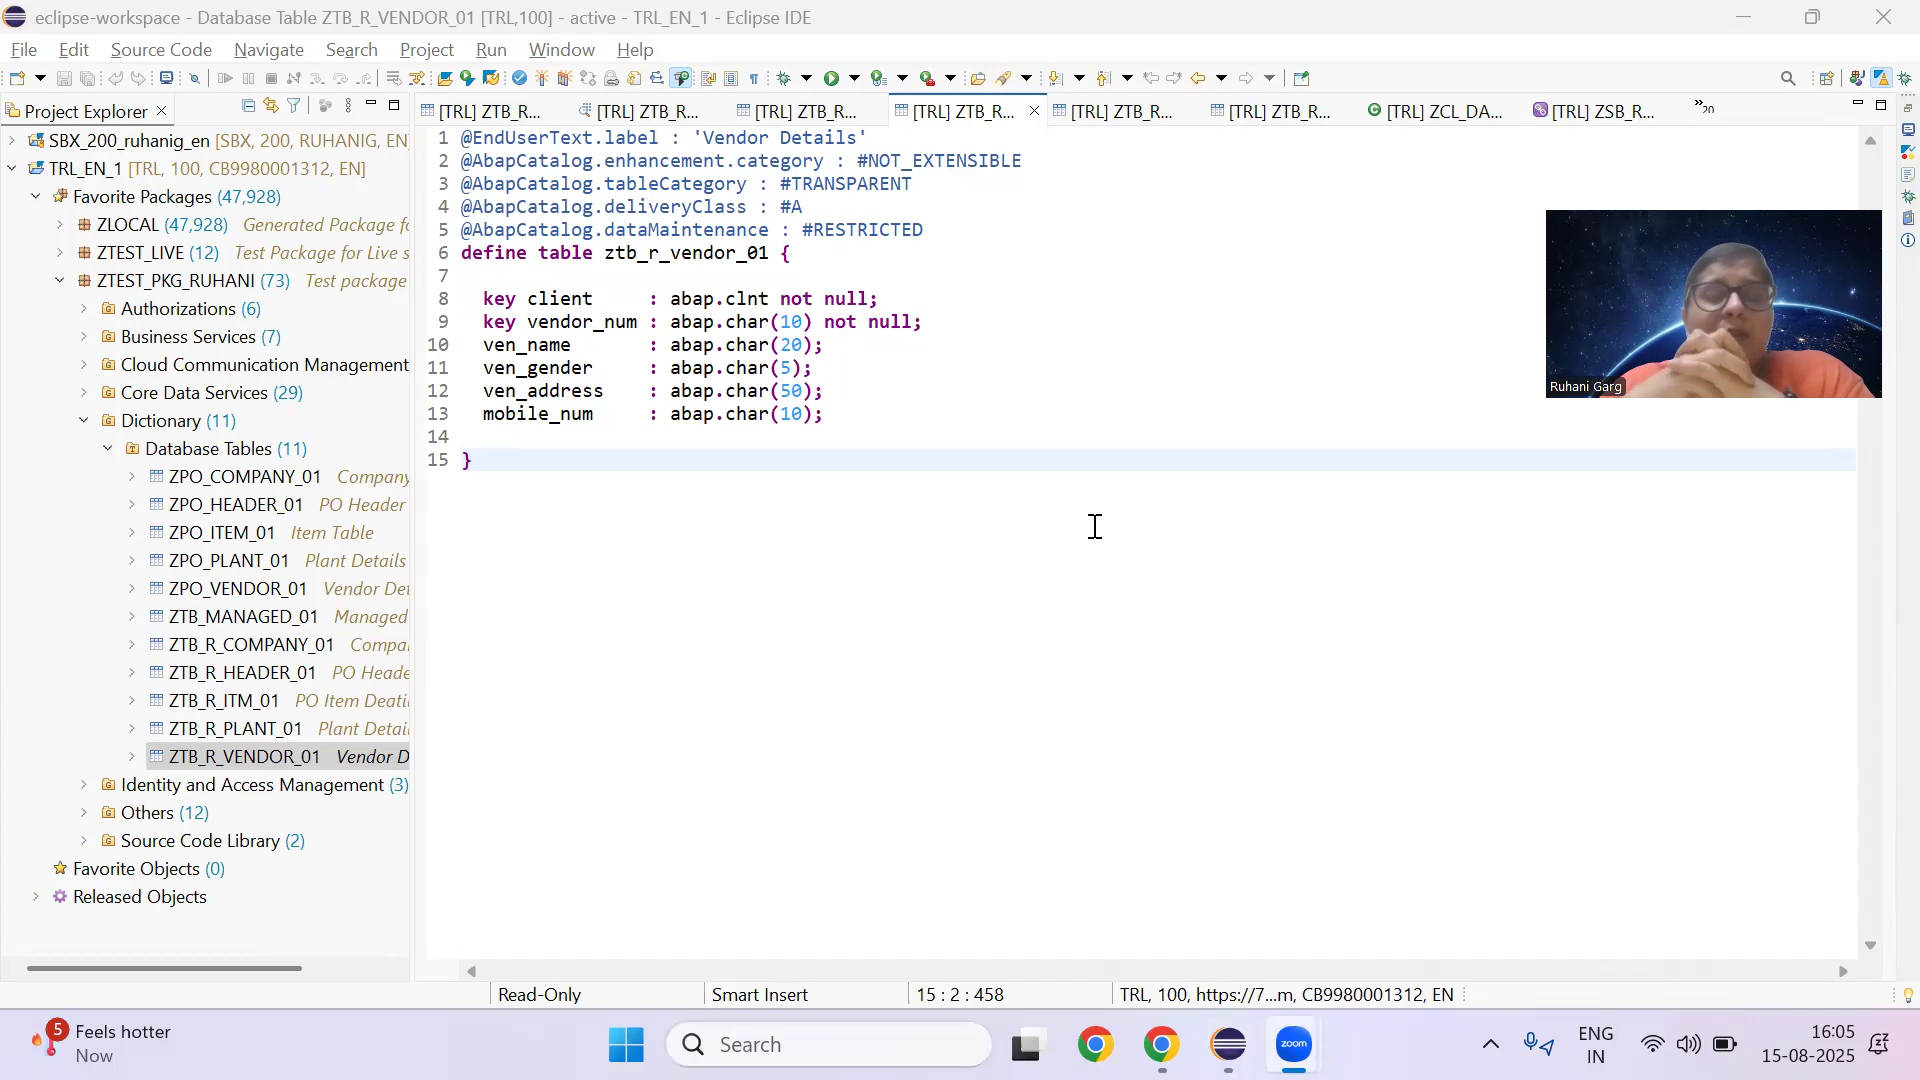 eclipse-workspace - Database Table ZTB_R_VENDOR_01 [TRL,100] - active - TRL_EN_1 - Eclipse IDE
File Edit Source Code Navigate Search Project Run Window Help
Project Explorer
[TRL] ZTB_R... [TRL] ZTB_R... [TRL] ZTB_R... [TRL] ZTB_R... [TRL] ZTB_R... [TRL] ZTB_R... [TRL] ZCL_DA... [TRL] ZSB_R... »20
SBX_200_ruhanig_en [SBX, 200, RUHANIG, EN]
TRL_EN_1 [TRL, 100, CB9980001312, EN]
Favorite Packages (47,928)
ZLOCAL (47,928) Generated Package fo
ZTEST_LIVE (12) Test Package for Live s
ZTEST_PKG_RUHANI (73) Test package
Authorizations (6)
Business Services (7)
Cloud Communication Management
Core Data Services (29)
Dictionary (11)
Database Tables (11)
ZPO_COMPANY_01 Company
ZPO_HEADER_01 PO Header
ZPO_ITEM_01 Item Table
ZPO_PLANT_01 Plant Details
ZPO_VENDOR_01 Vendor Det
ZTB_MANAGED_01 Managed
ZTB_R_COMPANY_01 Compa
ZTB_R_HEADER_01 PO Heade
ZTB_R_ITM_01 PO Item Deatil
ZTB_R_PLANT_01 Plant Detail
ZTB_R_VENDOR_01 Vendor D
Identity and Access Management (3)
Others (12)
Source Code Library (2)
Favorite Objects (0)
Released Objects
1 @EndUserText.label : 'Vendor Details'
2 @AbapCatalog.enhancement.category : #NOT_EXTENSIBLE
3 @AbapCatalog.tableCategory : #TRANSPARENT
4 @AbapCatalog.deliveryClass : #A
5 @AbapCatalog.dataMaintenance : #RESTRICTED
6 define table ztb_r_vendor_01 {
7
8 key client : abap.clnt not null;
9 key vendor_num : abap.char(10) not null;
10 ven_name : abap.char(20);
11 ven_gender : abap.char(5);
12 ven_address : abap.char(50);
13 mobile_num : abap.char(10);
14
15 }
Ruhani Garg
Read-Only Smart Insert 15 : 2 : 458 TRL, 100, https://7...m, CB9980001312, EN
5 Feels hotter
Now
Search
zoom
ENG
IN
16:05
15-08-2025